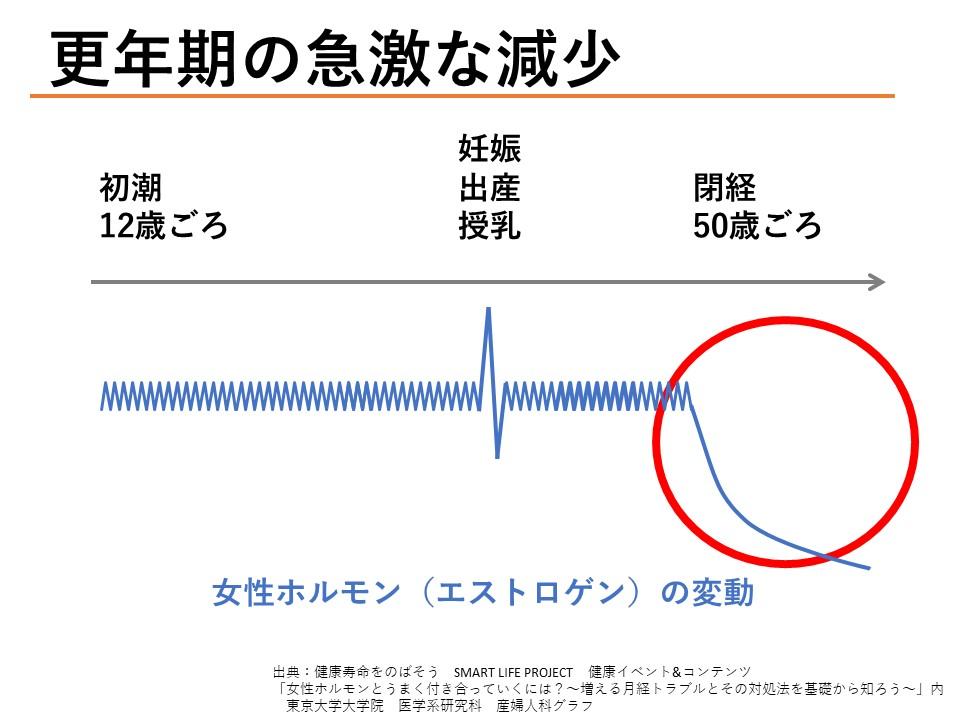 更年期の急激な減少
初潮
12歳ごろ
妊娠
出産
授乳
閉経
50歳ごろ
女性ホルモン（エストロゲン）の変動
出典：健康寿命をのばそう　SMART LIFE PROJECT　健康イベント&コンテンツ
「女性ホルモンとうまく付き合っていくには？～増える月経トラブルとその対処法を基礎から知ろう～」内
東京大学大学院　医学系研究科　産婦人科グラフ